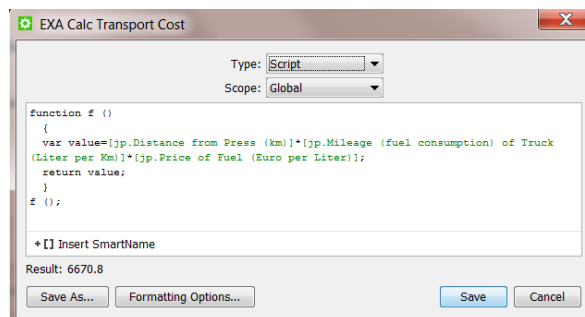 EXA Calc Transport Cost
Type: Script
Scope: Global
function f ()
{
var value=[jp.Distance from Press (km)]*[jp.Mileage (fuel consumption) of Truck
(Liter per Km)]*[jp.Price of Fuel (Euro per Liter)];
return value;
}
f ();
+[] Insert SmartName
Result: 6670.8
Save As... Formatting Options... Save Cancel